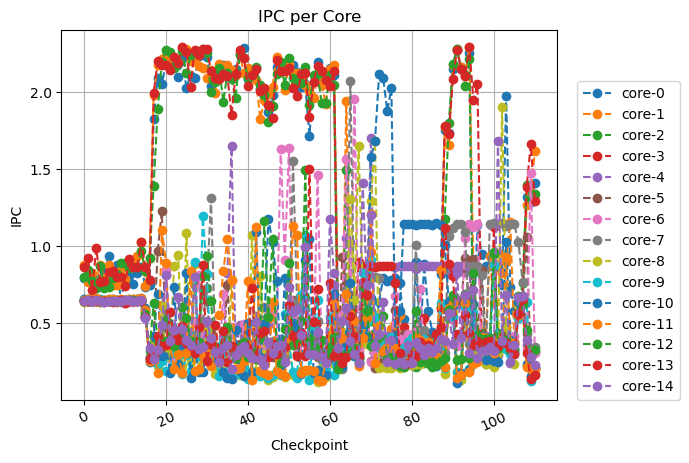 IPC per Core
IPC
2.0
1.5
1.0
0.5
0
20
40
60
80
100
Checkpoint
core-0
core-1
core-2
core-3
core-4
core-5
core-6
core-7
core-8
core-9
core-10
core-11
core-12
core-13
core-14